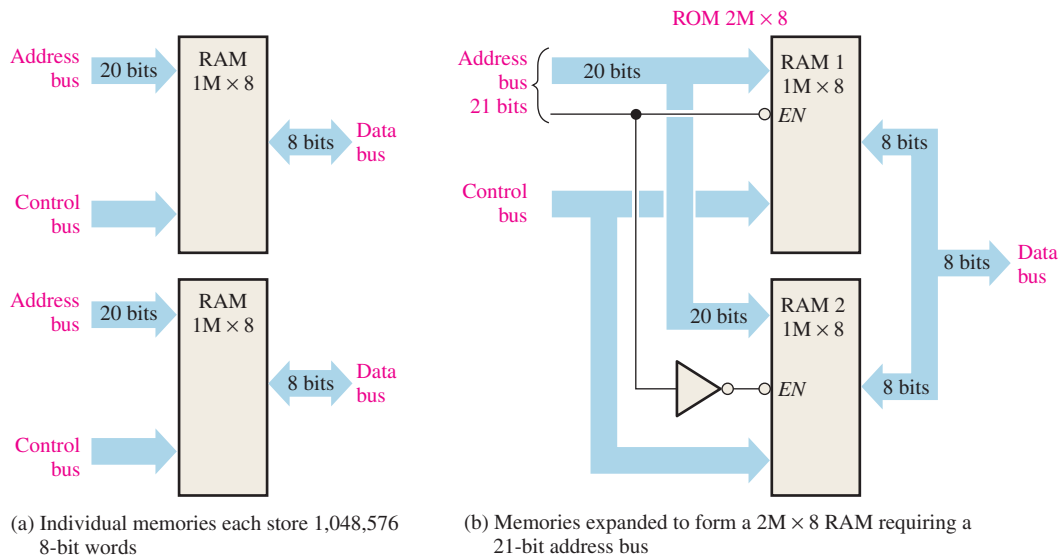 Address
bus
20 bits
RAM
1M × 8
8 bits
Data
bus
Control
bus
Address
bus
20 bits
RAM
1M × 8
8 bits
Data
bus
Control
bus
(a) Individual memories each store 1,048,576
8-bit words
ROM 2M × 8
Address
bus
21 bits
20 bits
RAM 1
1M × 8
EN
8 bits
Control
bus
8 bits
Data
bus
20 bits
RAM 2
1M × 8
EN
8 bits
(b) Memories expanded to form a 2M × 8 RAM requiring a
21-bit address bus